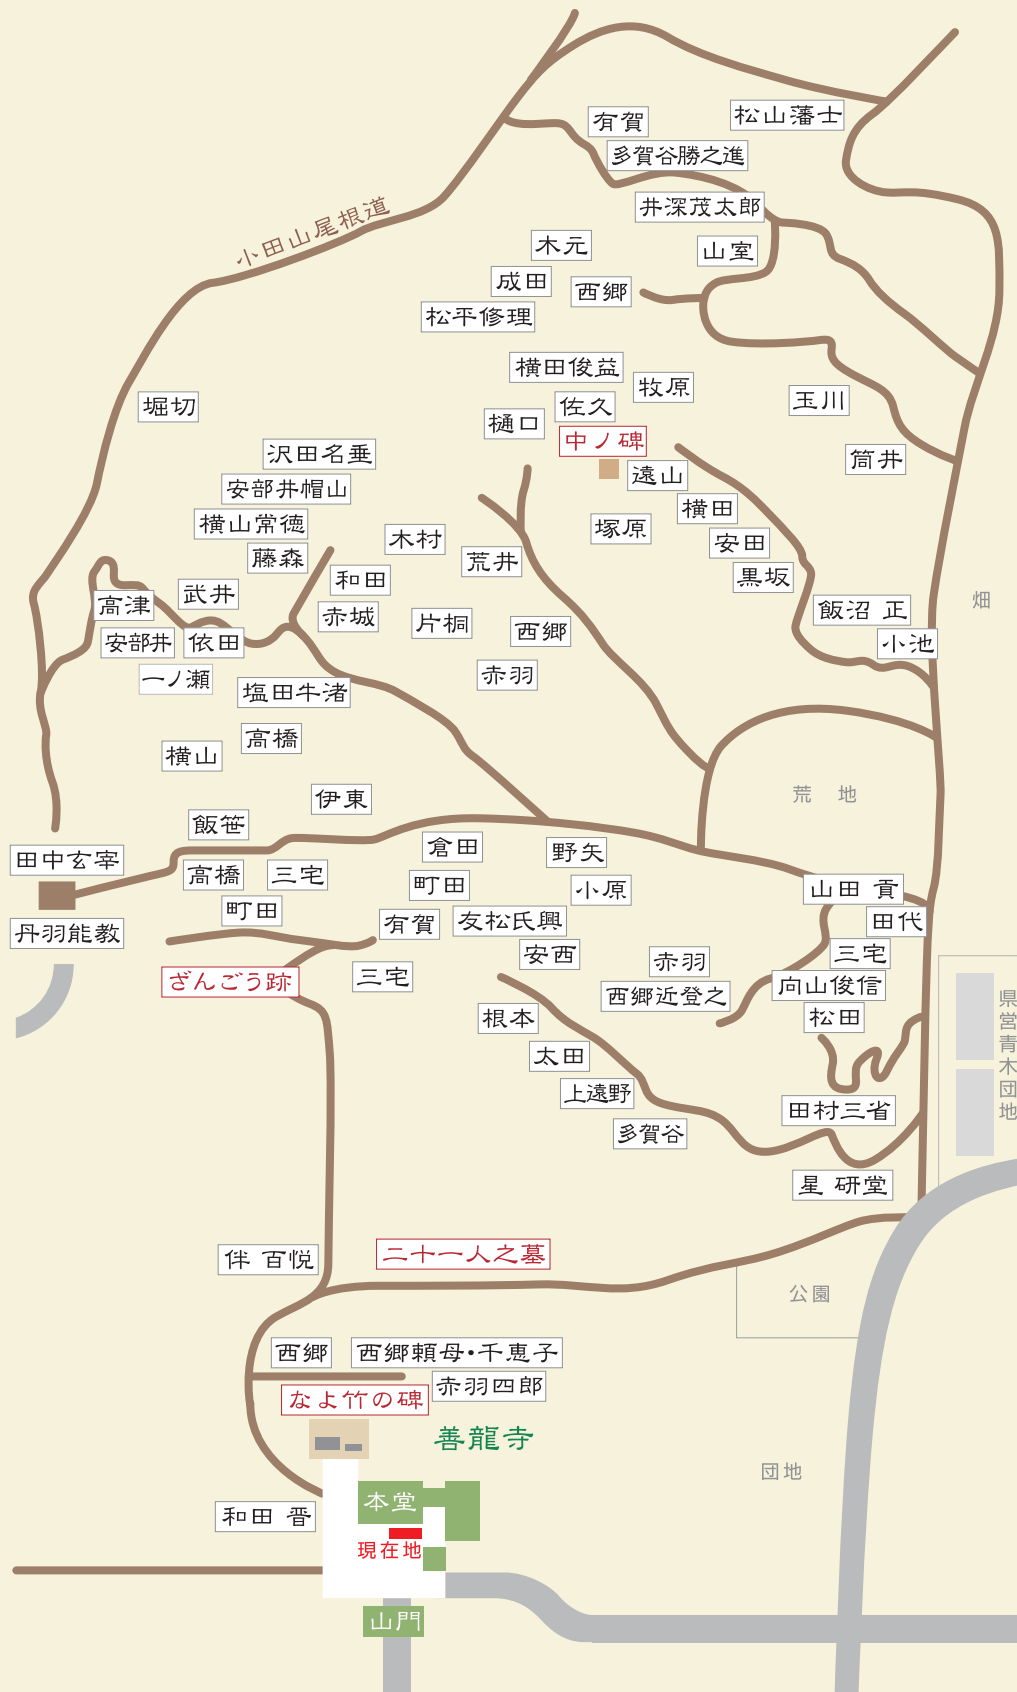 松山藩士
有賀
多賀谷勝之進
井深茂太郎
小田山尾根道
木元
山室
成田
西郷
松平修理
横田俊益
牧原
玉川
堀切
佐久
樋口
中ノ碑
沢田名垂
筒井
遠山
安部井帽山
横田
横山常徳
塚原
木村
安田
藤森
荒井
黒坂
和田
武井
畑
高津
飯沼 正
赤城
片桐
西郷
安部井
依田
小池
一ノ瀬
赤羽
塩田牛渚
高橋
横山
荒 地
伊東
飯笹
倉田
野矢
田中玄宰
高橋
三宅
町田
小原
山田 貢
町田
有賀
友松氏興
田代
丹羽能教
安西
三宅
赤羽
ざんごう跡
三宅
向山俊信
西郷近登之
根本
松田
県営青木団地
太田
上遠野
田村三省
多賀谷
星 研堂
二十一人之墓
伴 百悦
公園
西郷
西郷頼母・千恵子
赤羽四郎
なよ竹の碑
善龍寺
団地
本堂
和田 晋
現在地
山門